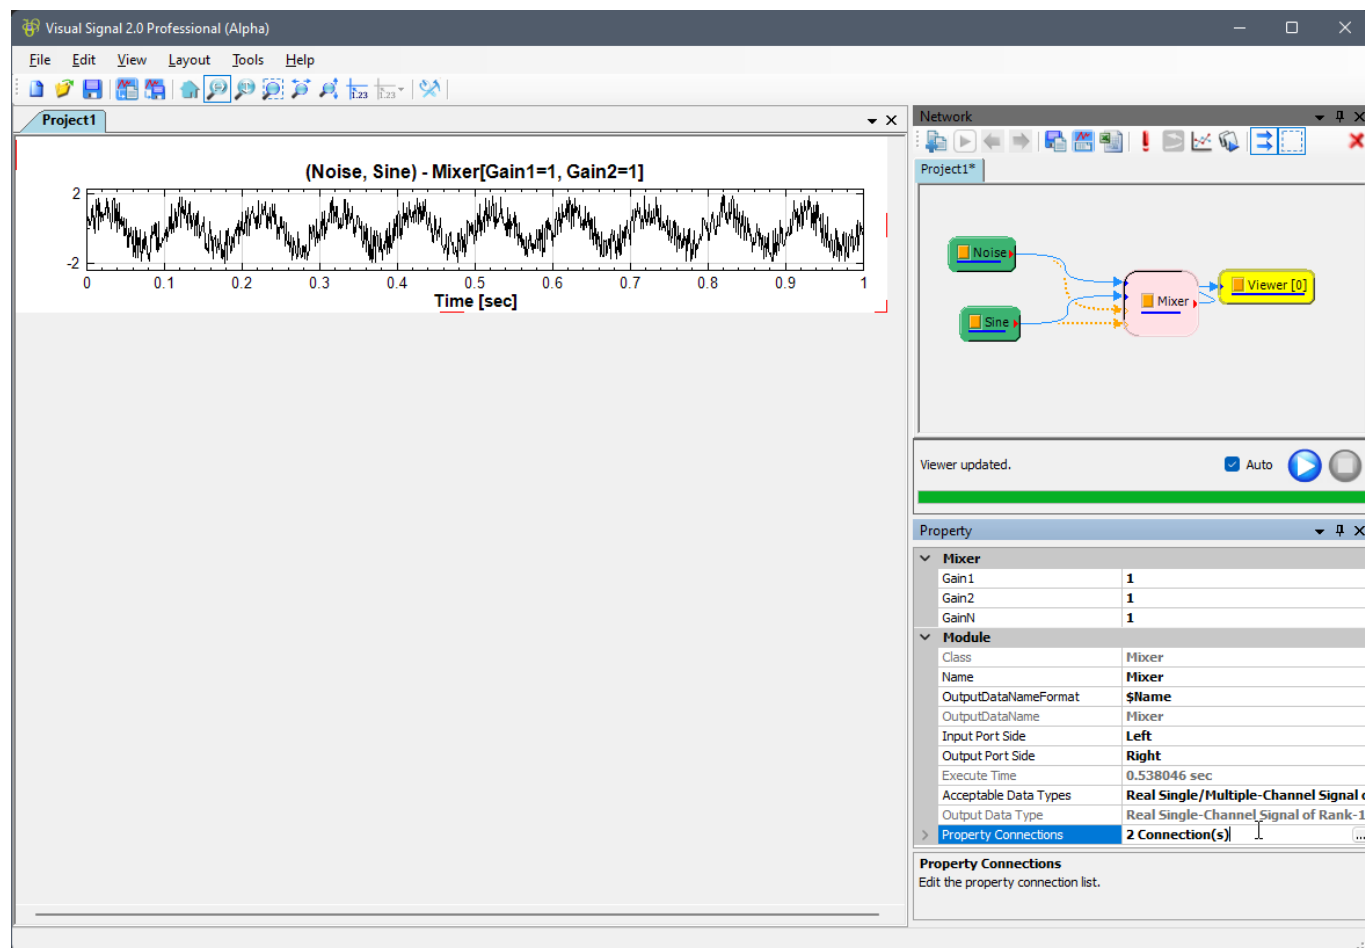 Visual Signal 2.0 Professional (Alpha)
File Edit View Layout Tools Help
1.23 1.23
Project1
(Noise, Sine) - Mixer[Gain1=1, Gain2=1]
2
-2
0 0.1 0.2 0.3 0.4 0.5 0.6 0.7 0.8 0.9 1
Time [sec]
Network
Project1*
Noise
Sine
Mixer
Viewer [0]
Viewer updated.
Auto
Property
Mixer
Gain1 1
Gain2 1
GainN 1
Module
Class Mixer
Name Mixer
OutputDataNameFormat $Name
OutputDataName Mixer
Input Port Side Left
Output Port Side Right
Execute Time 0.538046 sec
Acceptable Data Types Real Single/Multiple-Channel Signal
Output Data Type Real Single-Channel Signal of Rank-1
Property Connections 2 Connection(s) ...
Property Connections
Edit the property connection list.